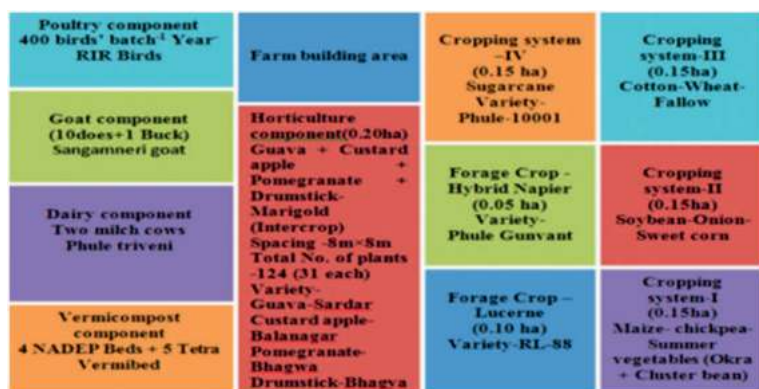 Poultry component
400 birds' batch⁻¹ Year⁻
RIR Birds
Goat component
(10does+1 Buck)
Sangamneri goat
Dairy component
Two milch cows
Phule triveni
Vermicompost
component
4 NADEP Beds + 5 Tetra
Vermibed
Farm building area
Horticulture
component(0.20ha)
Guava + Custard
apple +
Pomegranate +
Drumstick-
Marigold
(Intercrop)
Spacing -8m×8m
Total No. of plants
-124 (31 each)
Variety-
Guava-Sardar
Custard apple-
Balanagar
Pomegranate-
Bhagwa
Drumstick-Bhagva
Cropping system
–IV
(0.15 ha)
Sugarcane
Variety-
Phule-10001
Forage Crop -
Hybrid Napier
(0.05 ha)
Variety-
Phule Gunvant
Forage Crop –
Lucerne
(0.10 ha)
Variety-RL-88
Cropping
system-III
(0.15ha)
Cotton-Wheat-
Fallow
Cropping
system-II
(0.15ha)
Soybean-Onion-
Sweet corn
Cropping
system-I
(0.15ha)
Maize- chickpea-
Summer
vegetables (Okra
+ Cluster bean)